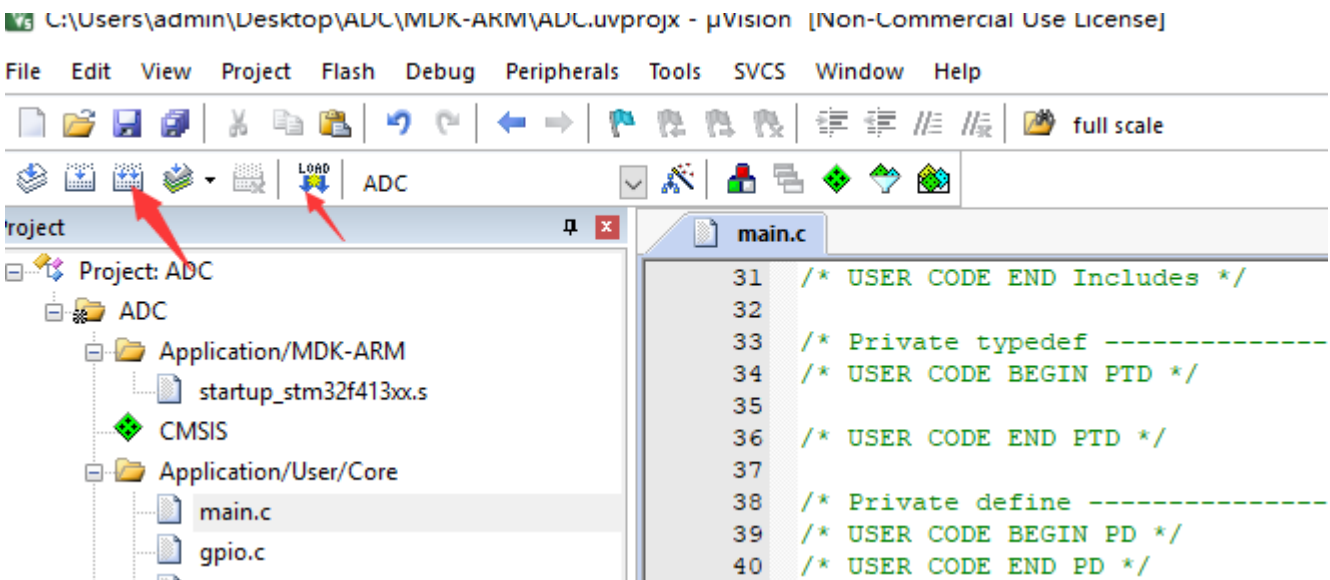 C:\Users\admin\Desktop\ADC\MDK-ARM\ADC.uvprojx - µVision [Non-Commercial Use License]
File Edit View Project Flash Debug Peripherals Tools SVCS Window Help
full scale
LOAD ADC
Project
main.c
Project: ADC
ADC
Application/MDK-ARM
startup_stm32f413xx.s
CMSIS
Application/User/Core
main.c
gpio.c
31 /* USER CODE END Includes */
32
33 /* Private typedef --------------
34 /* USER CODE BEGIN PTD */
35
36 /* USER CODE END PTD */
37
38 /* Private define ---------------
39 /* USER CODE BEGIN PD */
40 /* USER CODE END PD */